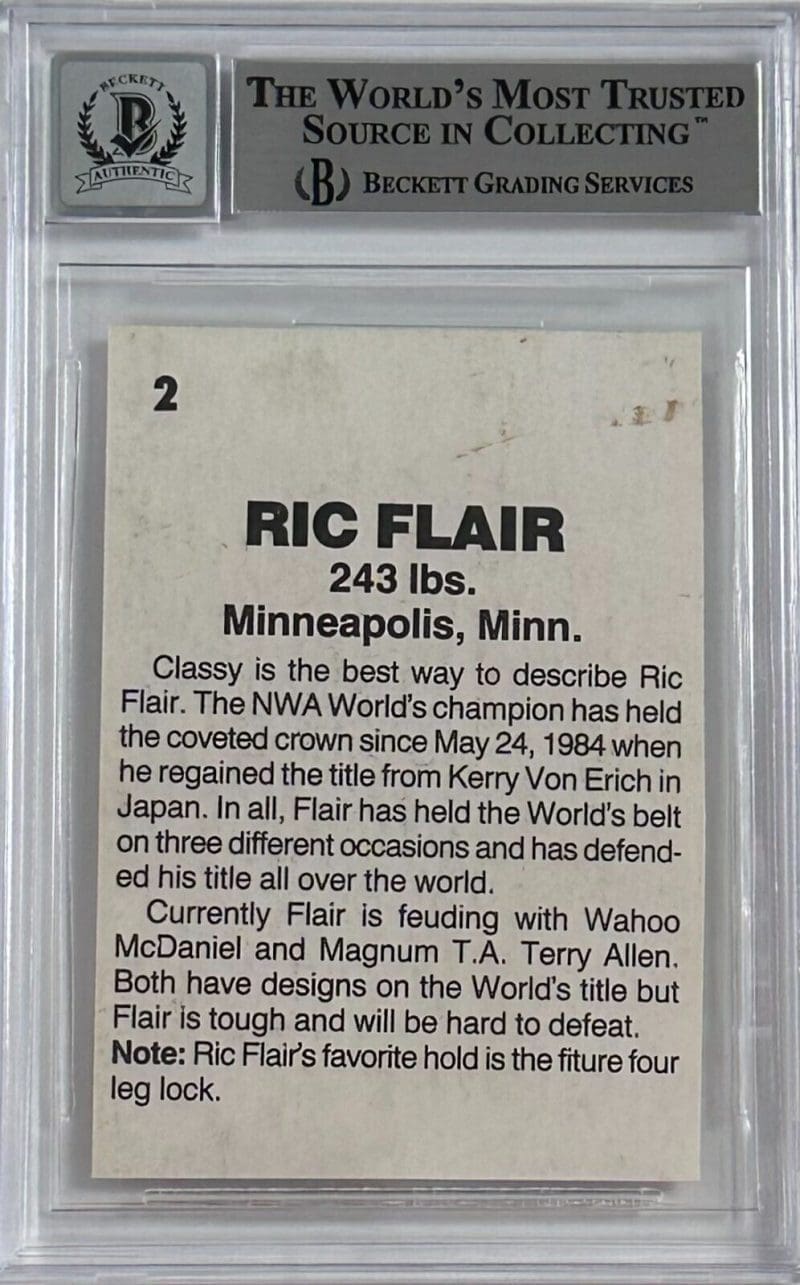 BECKETT
B
AUTHENTIC
THE WORLD'S MOST TRUSTED
SOURCE IN COLLECTING™
(B) BECKETT GRADING SERVICES
2
RIC FLAIR
243 lbs.
Minneapolis, Minn.
Classy is the best way to describe Ric
Flair. The NWA World's champion has held
the coveted crown since May 24, 1984 when
he regained the title from Kerry Von Erich in
Japan. In all, Flair has held the World's belt
on three different occasions and has defend-
ed his title all over the world.
Currently Flair is feuding with Wahoo
McDaniel and Magnum T.A. Terry Allen.
Both have designs on the World's title but
Flair is tough and will be hard to defeat.
Note: Ric Flair's favorite hold is the fiture four
leg lock.